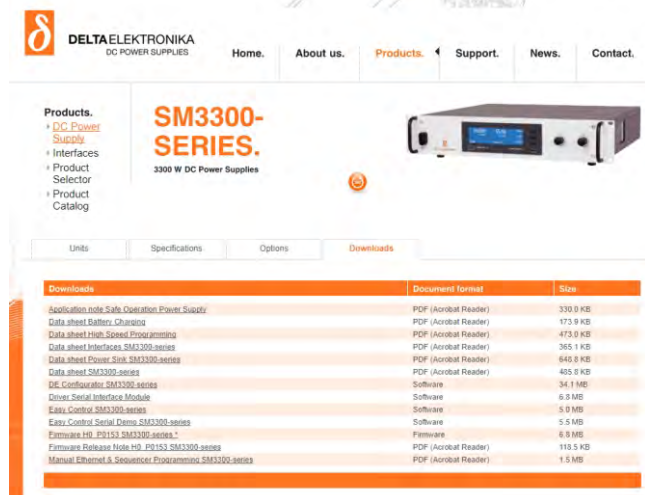 δ
DELTAELEKTRONIKA
DC POWER SUPPLIES
Home.
About us.
Products.
Support.
News.
Contact.
Products.
DC Power
Supply
Interfaces
Product
Selector
Product
Catalog
SM3300-
SERIES.
3300 W DC Power Supplies
Units
Specifications
Options
Downloads
Downloads Document format Size
Application note Safe Operation Power Supply PDF (Acrobat Reader) 330.0 KB
Data sheet Battery Charging PDF (Acrobat Reader) 173.9 KB
Data sheet High Speed Programming PDF (Acrobat Reader) 473.0 KB
Data sheet Interfaces SM3300-series PDF (Acrobat Reader) 365.1 KB
Data sheet Power Sink SM3300-series PDF (Acrobat Reader) 648.8 KB
Data sheet SM3300-series PDF (Acrobat Reader) 485.8 KB
DE Configurator SM3300-series Software 34.1 MB
Driver Serial Interface Module Software 6.8 MB
Easy Control SM3300-series Software 5.0 MB
Easy Control Serial Demo SM3300-series Software 5.5 MB
Firmware H0_P0153 SM3300-series * Firmware 6.8 MB
Firmware Release Note H0_P0153 SM3300-series PDF (Acrobat Reader) 118.5 KB
Manual Ethernet & Sequencer Programming SM3300-series PDF (Acrobat Reader) 1.5 MB